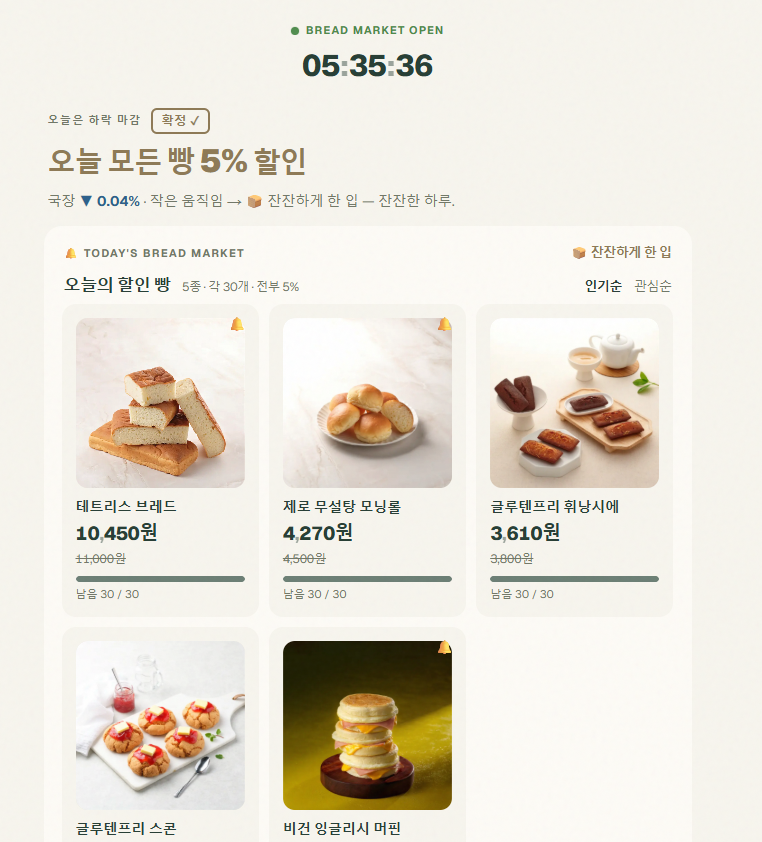 BREAD MARKET OPEN
05:35:36
오늘은 하락 마감 확정 ✓
오늘 모든 빵 5% 할인
국장 ▼ 0.04% · 작은 움직임 → 📦 잔잔하게 한 입 — 잔잔한 하루.
🔔 TODAY'S BREAD MARKET
📦 잔잔하게 한 입
오늘의 할인 빵 5종 · 각 30개 · 전부 5%
인기순 관심순
테트리스 브레드
10,450원
11,000원
남음 30 / 30
제로 무설탕 모닝롤
4,270원
4,500원
남음 30 / 30
글루텐프리 휘낭시에
3,610원
3,800원
남음 30 / 30
글루텐프리 스콘
비건 잉글리시 머핀